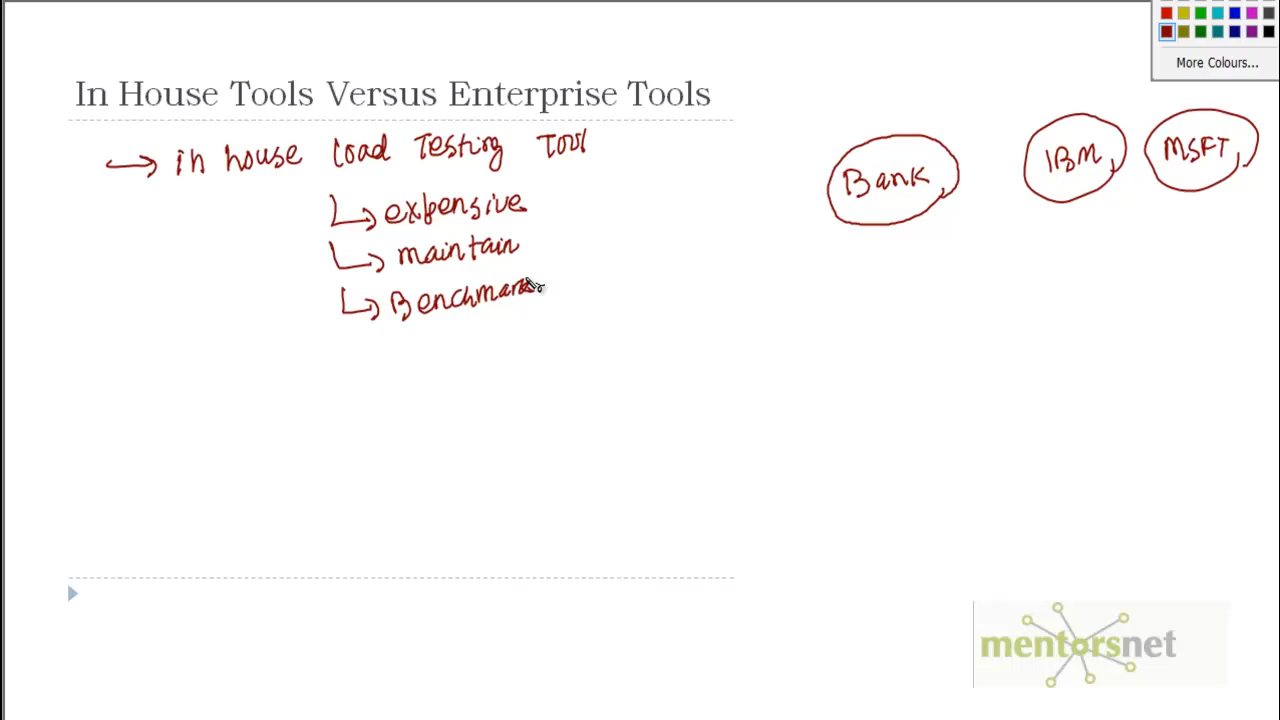 More Colours...
In House Tools Versus Enterprise Tools
in house Load Testing Tool
Bank
IBM
MSFT
expensive
maintain
Benchmark
mentorsnet